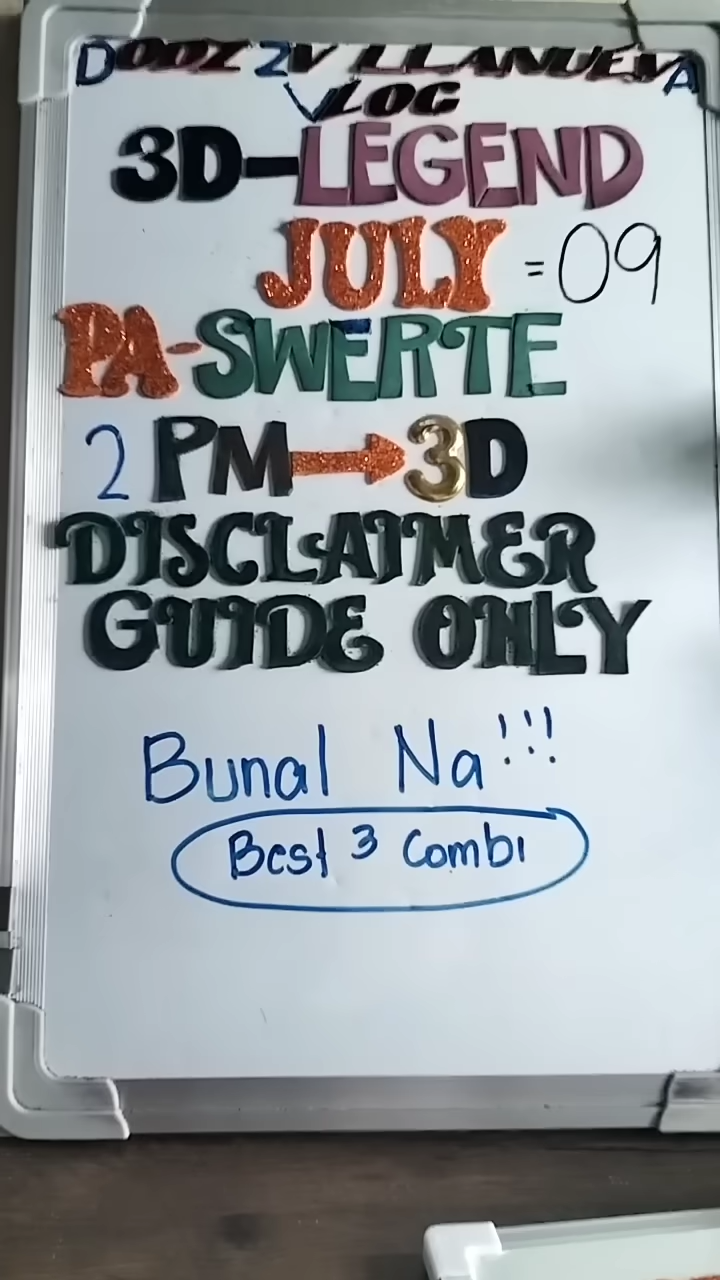 DODZ 2V LLANUEVA
VLOG
3D-LEGEND
JULY = 09
PA-SWERTE
2 PM→3D
DISCLAIMER
GUIDE ONLY
Bunal Na!!!
Best 3 Combi